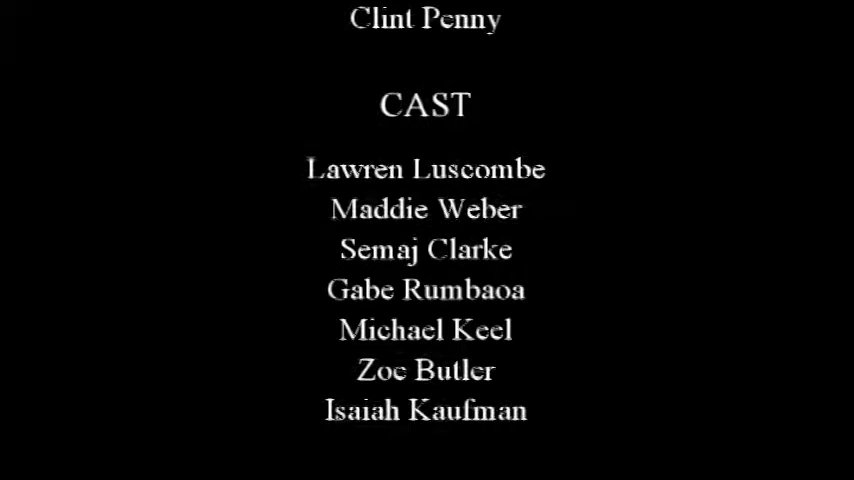 Clint Penny
CAST
Lawren Luscombe
Maddie Weber
Semaj Clarke
Gabe Rumbaoa
Michael Keel
Zoe Butler
Isaiah Kaufman